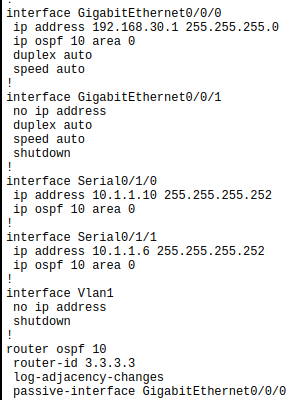 !
interface GigabitEthernet0/0/0
 ip address 192.168.30.1 255.255.255.0
 ip ospf 10 area 0
 duplex auto
 speed auto
!
interface GigabitEthernet0/0/1
 no ip address
 duplex auto
 speed auto
 shutdown
!
interface Serial0/1/0
 ip address 10.1.1.10 255.255.255.252
 ip ospf 10 area 0
!
interface Serial0/1/1
 ip address 10.1.1.6 255.255.255.252
 ip ospf 10 area 0
!
interface Vlan1
 no ip address
 shutdown
!
router ospf 10
 router-id 3.3.3.3
 log-adjacency-changes
 passive-interface GigabitEthernet0/0/0